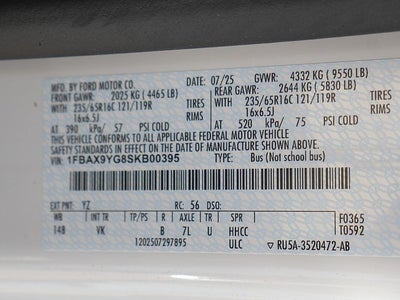 MFD. BY FORD MOTOR CO. 07/25 GVWR: 4332 KG ( 9550 LB)
FRONT GAWR: 2025 KG ( 4465 LB) REAR GAWR: 2644 KG ( 5830 LB)
WITH 235/65R16C 121/119R TIRES WITH 235/65R16C 121/119R TIRES
16x6.5J RIMS 16x6.5J RIMS
AT 390 kPa/ 57 PSI COLD AT 520 kPa/ 75 PSI COLD
THIS VEHICLE CONFORMS TO ALL APPLICABLE FEDERAL MOTOR VEHICLE
SAFETY STANDARDS IN EFFECT ON THE DATE OF MANUFACTURE SHOWN ABOVE.
VIN: 1FBAX9YG8SKB00395 TYPE: Bus (Not school bus)
EXT PNT: YZ RC: 56 DSO:
WB INT TR TP/PS R AXLE TR SPR F0365
148 VK B 7L U HHCC T0592
1202507297895 ULC ▽ RU5A-3520472-AB